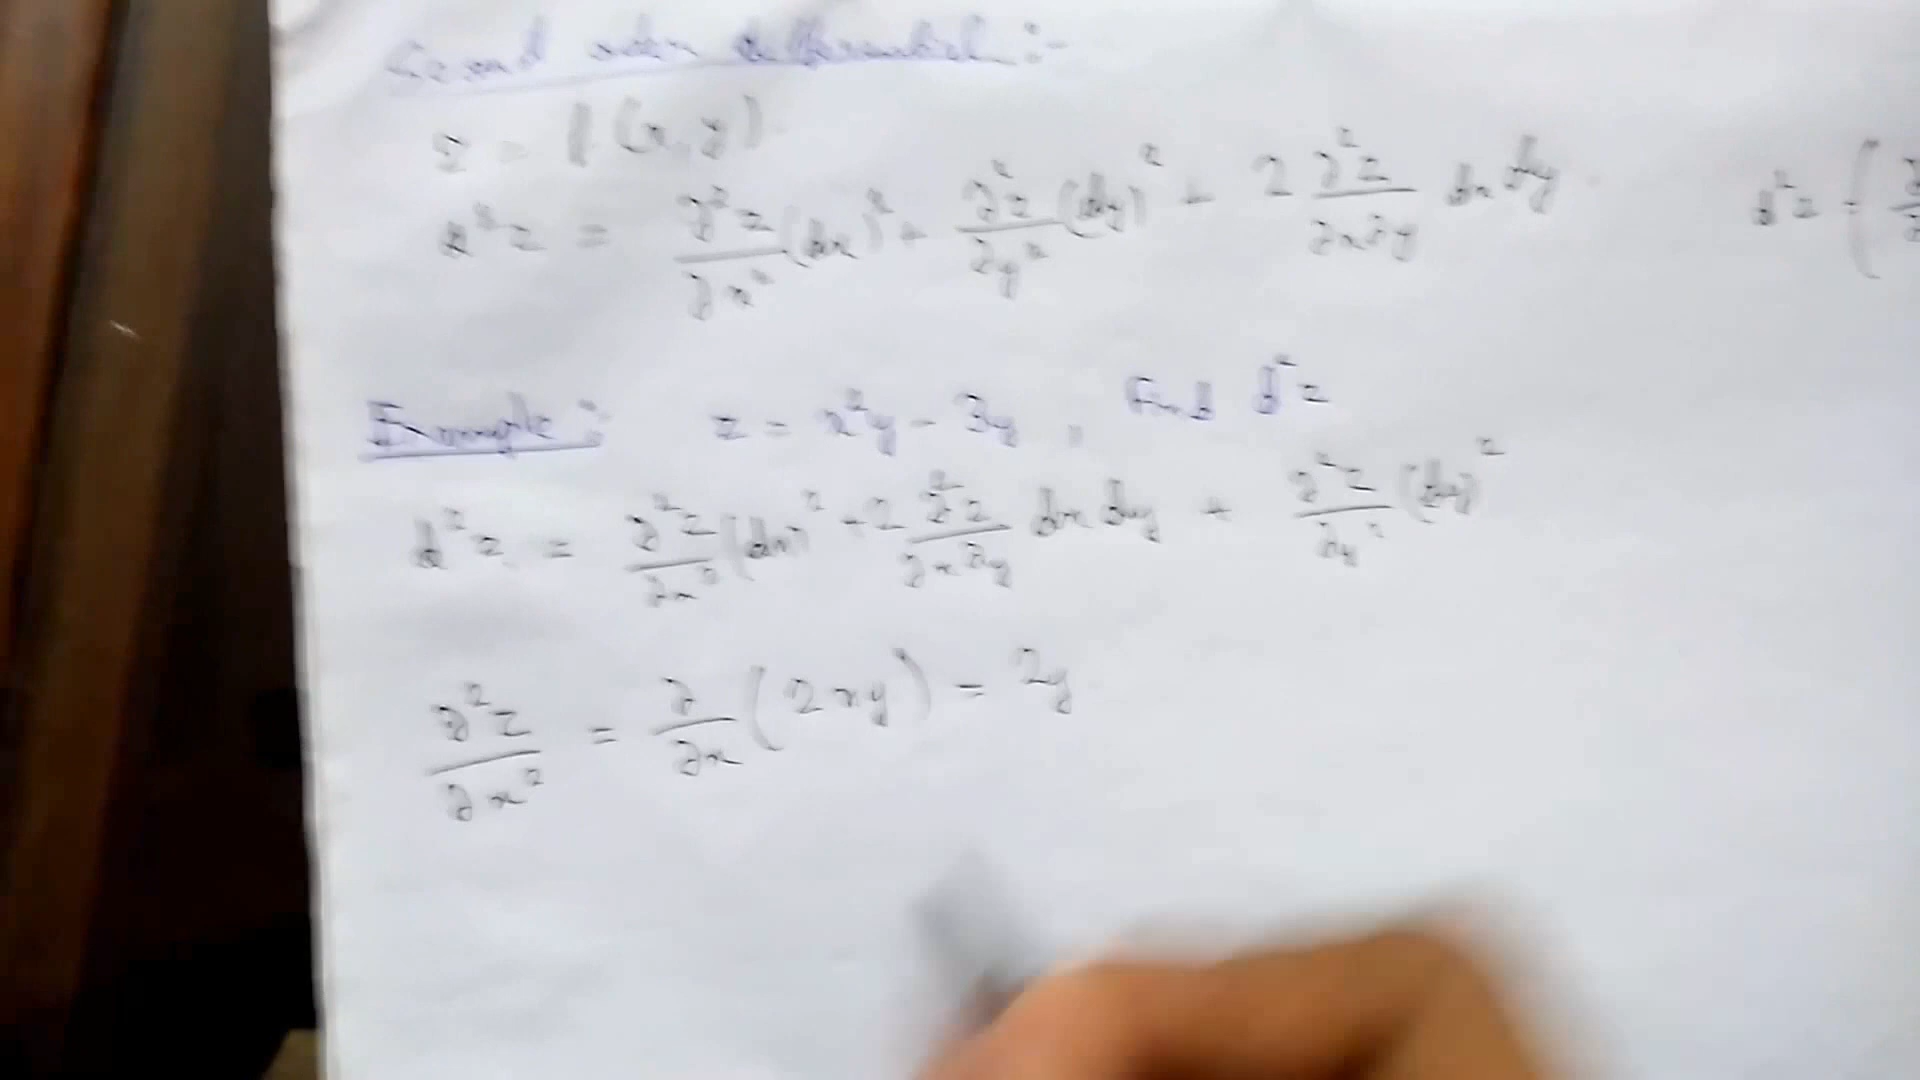 Second order differential :-
z = f(x, y)
d²z = ∂²z/∂x² (dx)² + ∂²z/∂y² (dy)² + 2 ∂²z/∂x∂y dx dy
d²z = (
Example :- z = x²y - 3y , Find d²z
d²z = ∂²z/∂x² (dx)² + 2 ∂²z/∂x∂y dx dy + ∂²z/∂y² (dy)²
∂²z/∂x² = ∂/∂x (2xy) = 2y